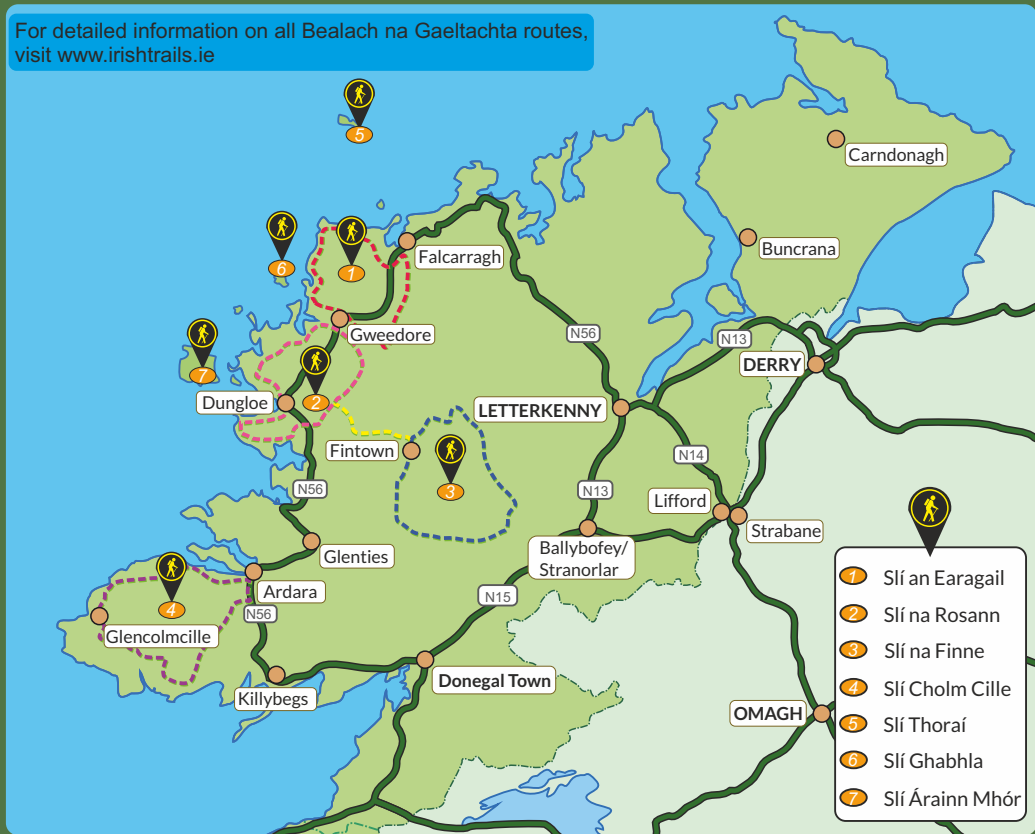 For detailed information on all Bealach na Gaeltachta routes,
visit www.irishtrails.ie
5
Carndonagh
6
1
Falcarragh
Buncrana
Gweedore
N56
N13
7
DERRY
Dungloe
2
LETTERKENNY
Fintown
3
N14
N56
N13
Lifford
Strabane
Glenties
Ballybofey/
Stranorlar
Ardara
4
N56
N15
Glencolmcille
Donegal Town
Killybegs
OMAGH
1 Slí an Earagail
2 Slí na Rosann
3 Slí na Finne
4 Slí Cholm Cille
5 Slí Thoraí
6 Slí Ghabhla
7 Slí Árainn Mhór